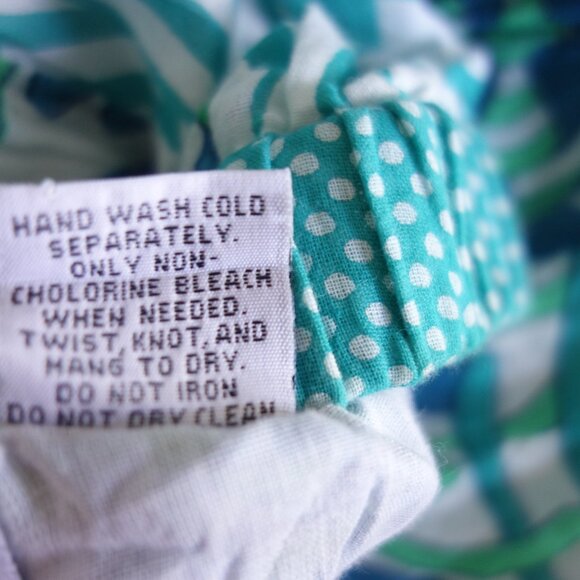 HAND WASH COLD
SEPARATELY.
ONLY NON-
CHOLORINE BLEACH
WHEN NEEDED.
TWIST, KNOT, AND
HANG TO DRY.
DO NOT IRON
DO NOT DRY CLEAN